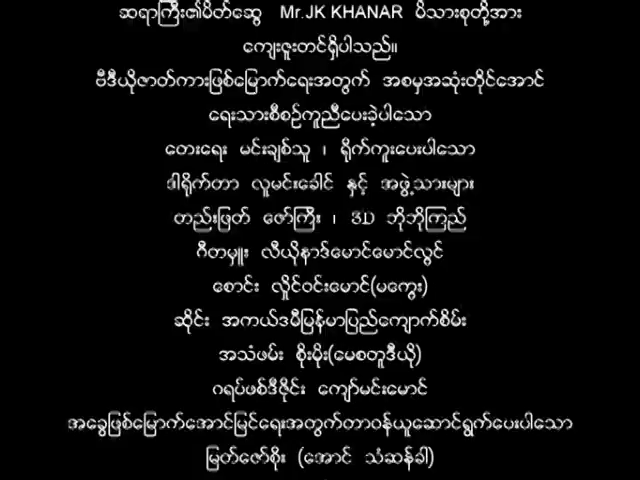 ဆရာကြီး၏မိတ်ဆွေ Mr.JK KHANAR မိသားစုတို့အား
ကျေးဇူးတင်ရှိပါသည်။
ဗီဒီယိုဇာတ်ကားဖြစ်မြောက်ရေးအတွက် အစမှအဆုံးတိုင်အောင်
ရေးသားစီစဉ်ကူညီပေးခဲ့ပါသော
တေးရေး မင်းချစ်သူ ၊ ရိုက်ကူးပေးပါသော
ဒါရိုက်တာ လူမင်းခေါင် နှင့် အဖွဲ့သားများ
တည်းဖြတ် ဇော်ကြီး ၊ 3D ဘိုဘိုကြည်
ဂီတမှူး လီယိုနာဒ်မောင်မောင်လွင်
စောင်း လှိုင်ဝင်းမောင်(မကွေး)
ဆိုင်း အကယ်ဒမီမြန်မာပြည်ကျောက်စိမ်း
အသံဖမ်း စိုးမိုး(မေစတူဒီယို)
ဂရပ်ဖစ်ဒီဇိုင်း ကျော်မင်းမောင်
အခွေဖြစ်မြောက်အောင်မြင်ရေးအတွက်တာဝန်ယူဆောင်ရွက်ပေးပါသော
မြတ်ဇော်စိုး (အောင် သံဆန်ခါ)